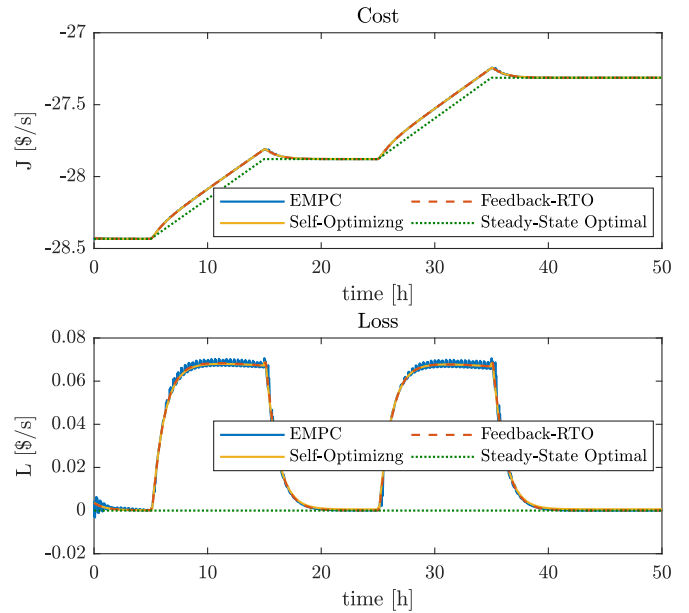 Cost
-27
-27.5
-28
-28.5
J [$/s]
EMPC
Feedback-RTO
Self-Optimizng
Steady-State Optimal
0 10 20 30 40 50
time [h]
Loss
0.08
0.06
0.04
0.02
0
-0.02
L [$/s]
EMPC
Feedback-RTO
Self-Optimizng
Steady-State Optimal
0 10 20 30 40 50
time [h]